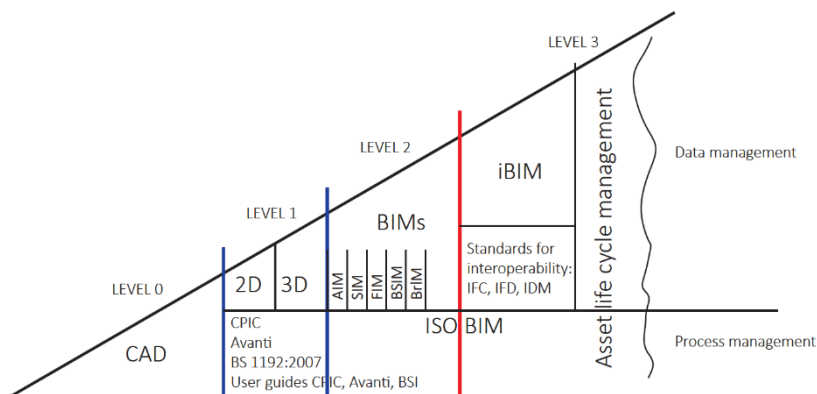 LEVEL 3
LEVEL 2
LEVEL 1
LEVEL 0
Data management
iBIM
BIMs
2D
3D
AIM
SIM
FIM
BSIM
BrIM
Standards for
interoperability:
IFC, IFD, IDM
Asset life cycle management
CAD
CPIC
Avanti
BS 1192:2007
User guides CPIC, Avanti, BSI
ISO BIM
Process management